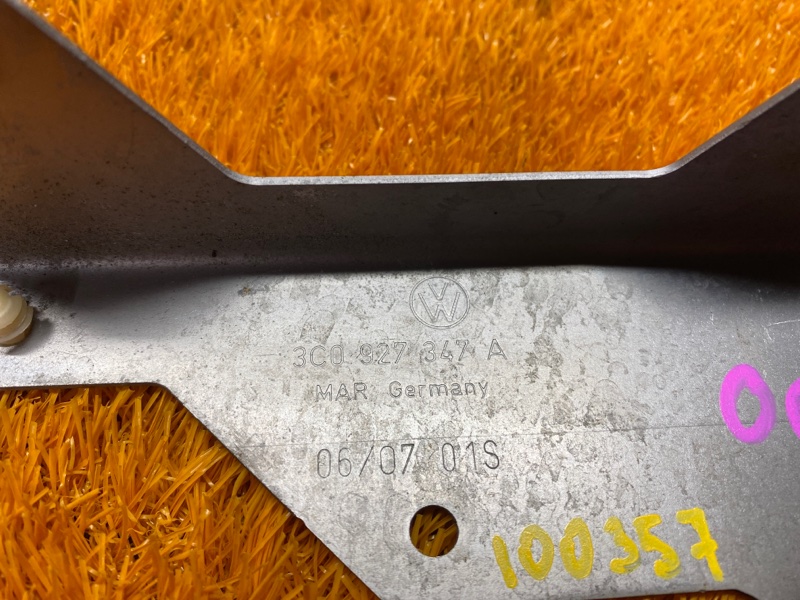 VW
3C0 927 347 A
MAR Germany
06/07 01S
100357